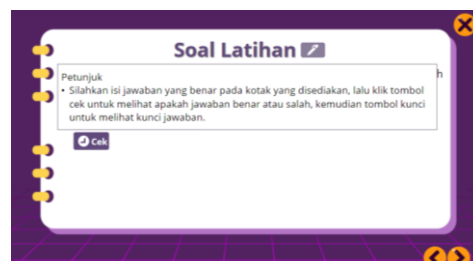 Soal Latihan
Petunjuk
h
• Silahkan isi jawaban yang benar pada kotak yang disediakan, lalu klik tombol
cek untuk melihat apakah jawaban benar atau salah, kemudian tombol kunci
untuk melihat kunci jawaban.
Cek